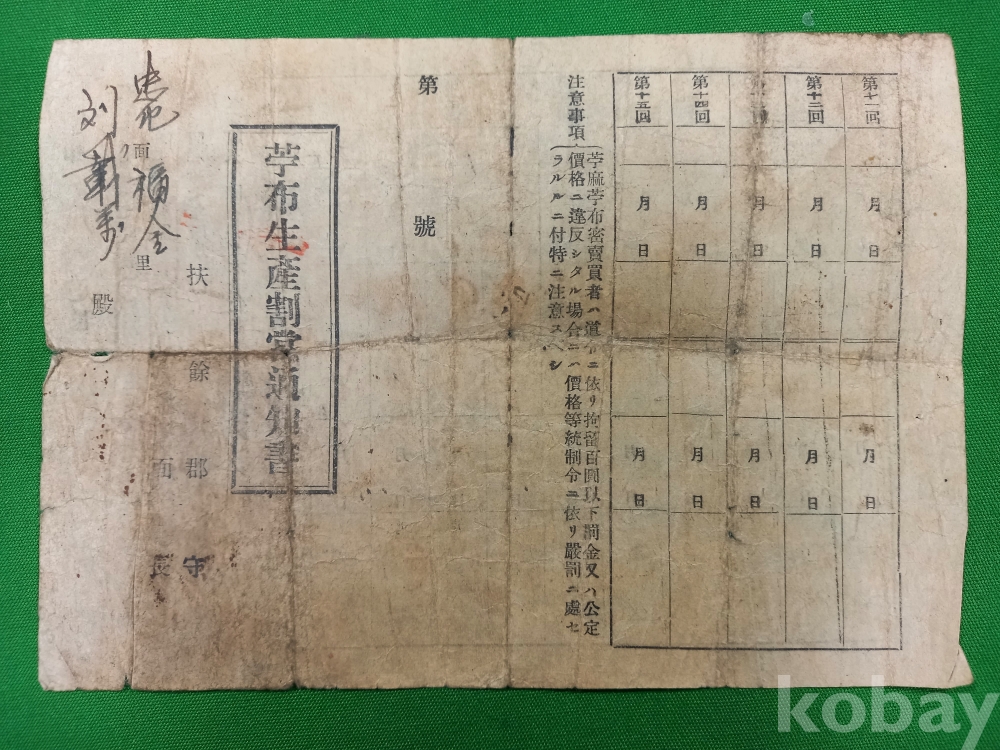 第十一回
第十二回
第十四回
第十五回
月 日
月 日
月 日
月 日
月 日
月 日
月 日
月 日
月 日
月 日
注意事項
苧麻苧布密賣買者ハ道令ニ依リ拘留百圓以下罰金又ハ公定
價格ニ違反シタル場合ニハ價格等統制令ニ依リ嚴罰ニ處セ
ラルルニ付特ニ注意スベシ
第 號
苧布生產割當通知書
扶餘郡守
面長
面 福金里
刘 殿
kobay